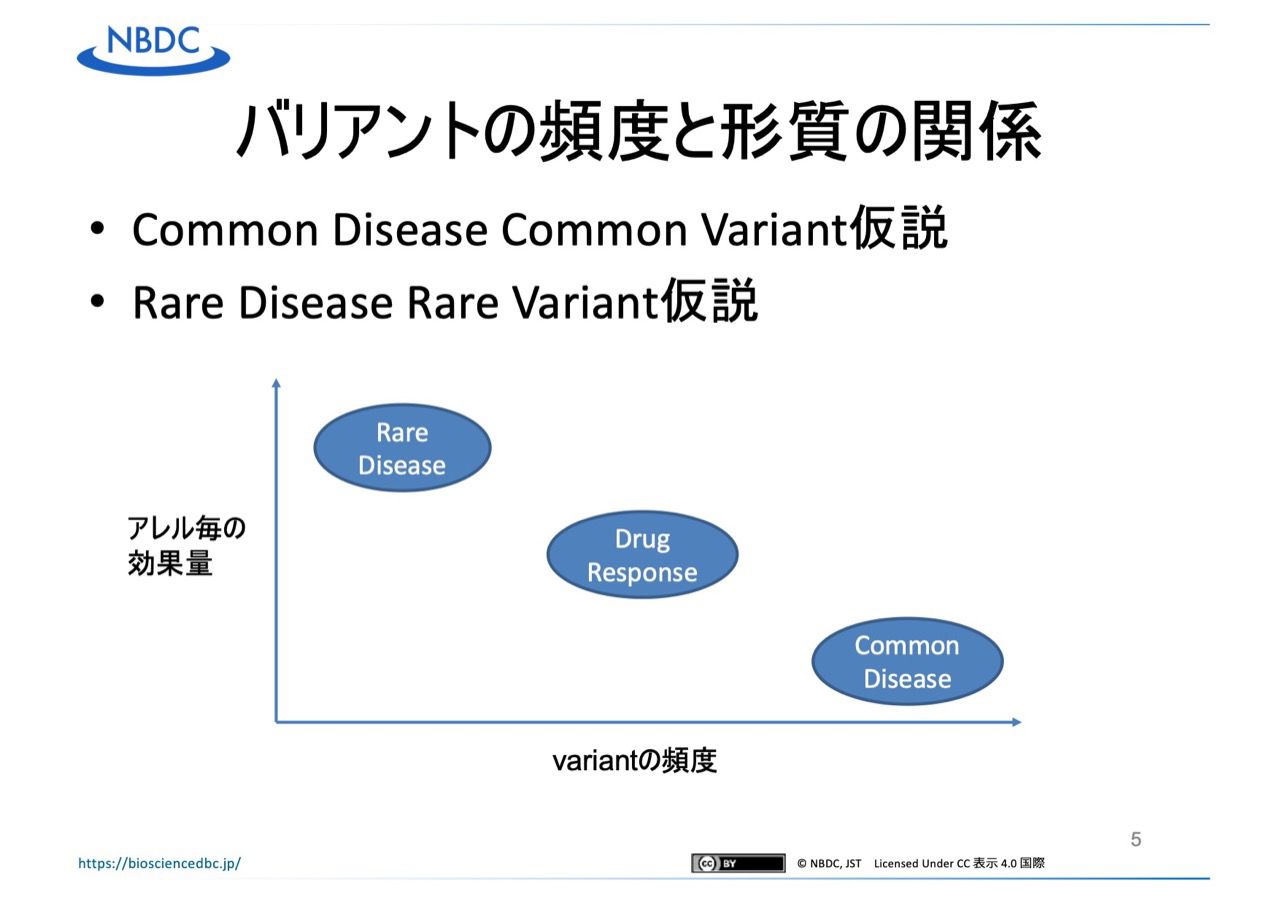 NBDC
バリアントの頻度と形質の関係
• Common Disease Common Variant仮説
• Rare Disease Rare Variant仮説
Rare
Disease
アレル毎の
効果量
Drug
Response
Common
Disease
variantの頻度
5
https://biosciencedbc.jp/
cc BY
© NBDC, JST Licensed Under CC 表示 4.0 国際